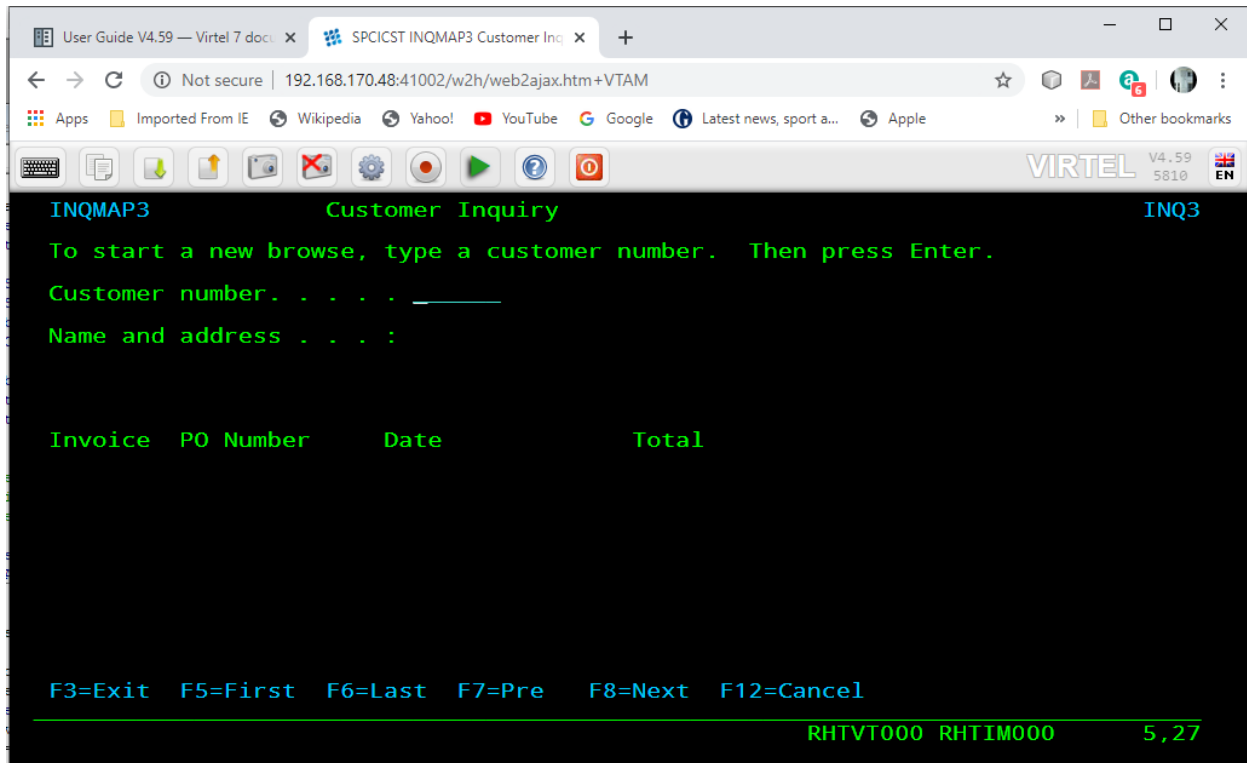 User Guide V4.59 — Virtel 7 docu SPCICST INQMAP3 Customer Inq
Not secure | 192.168.170.48:41002/w2h/web2ajax.htm+VTAM
6
Apps Imported From IE Wikipedia Yahoo! YouTube Google Latest news, sport a... Apple » Other bookmarks
VIRTEL V4.59
5810 EN
INQMAP3 Customer Inquiry INQ3
To start a new browse, type a customer number. Then press Enter.
Customer number. . . . . ______
Name and address . . . :
Invoice PO Number Date Total
F3=Exit F5=First F6=Last F7=Pre F8=Next F12=Cancel
RHTVT000 RHTIM000 5,27